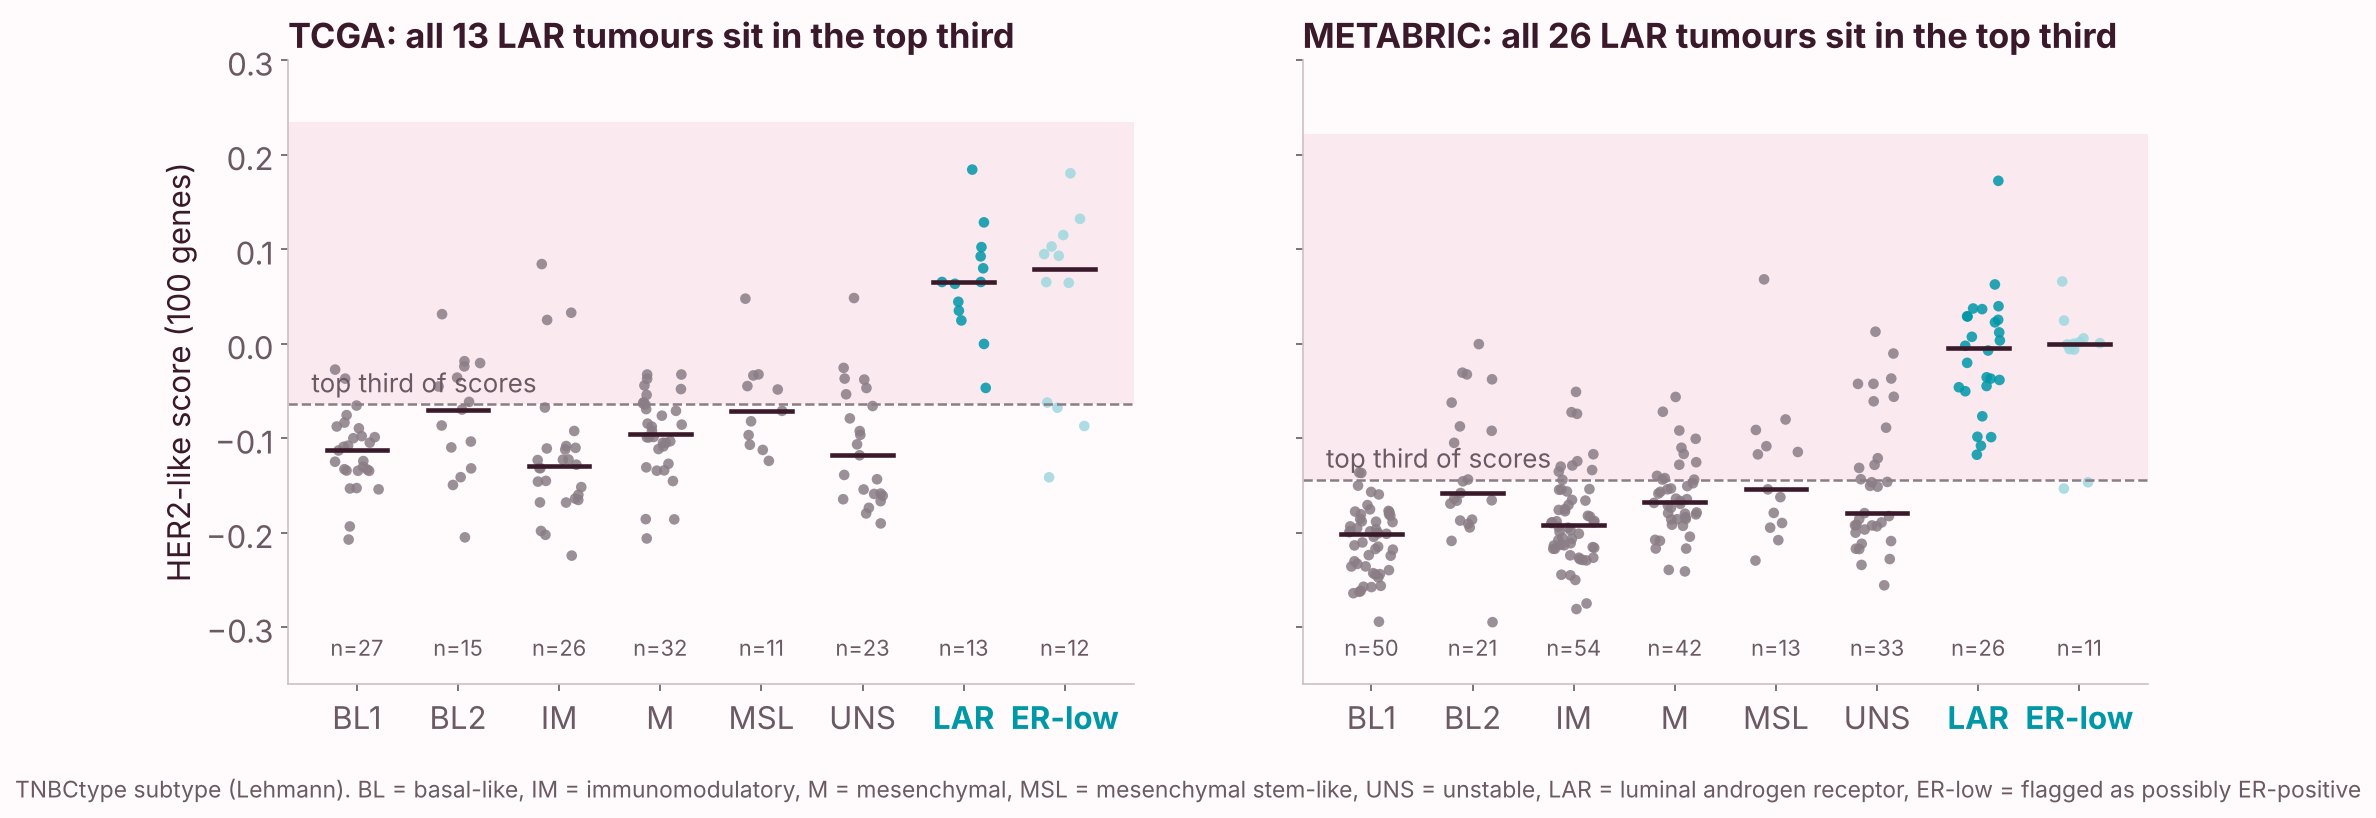 TCGA: all 13 LAR tumours sit in the top third
METABRIC: all 26 LAR tumours sit in the top third
HER2-like score (100 genes)
0.3
0.2
0.1
0.0
−0.1
−0.2
−0.3
top third of scores
top third of scores
n=27 n=15 n=26 n=32 n=11 n=23 n=13 n=12
n=50 n=21 n=54 n=42 n=13 n=33 n=26 n=11
BL1 BL2 IM M MSL UNS LAR ER-low
BL1 BL2 IM M MSL UNS LAR ER-low
TNBCtype subtype (Lehmann). BL = basal-like, IM = immunomodulatory, M = mesenchymal, MSL = mesenchymal stem-like, UNS = unstable, LAR = luminal androgen receptor, ER-low = flagged as possibly ER-positive